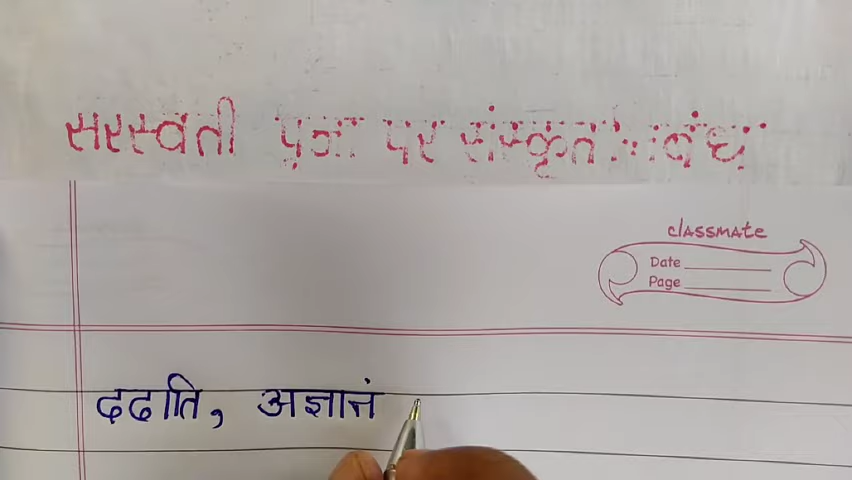 सरस्वती पूजा पर संस्कृत निबंध
classmate
Date
Page
ददाति, अज्ञानं